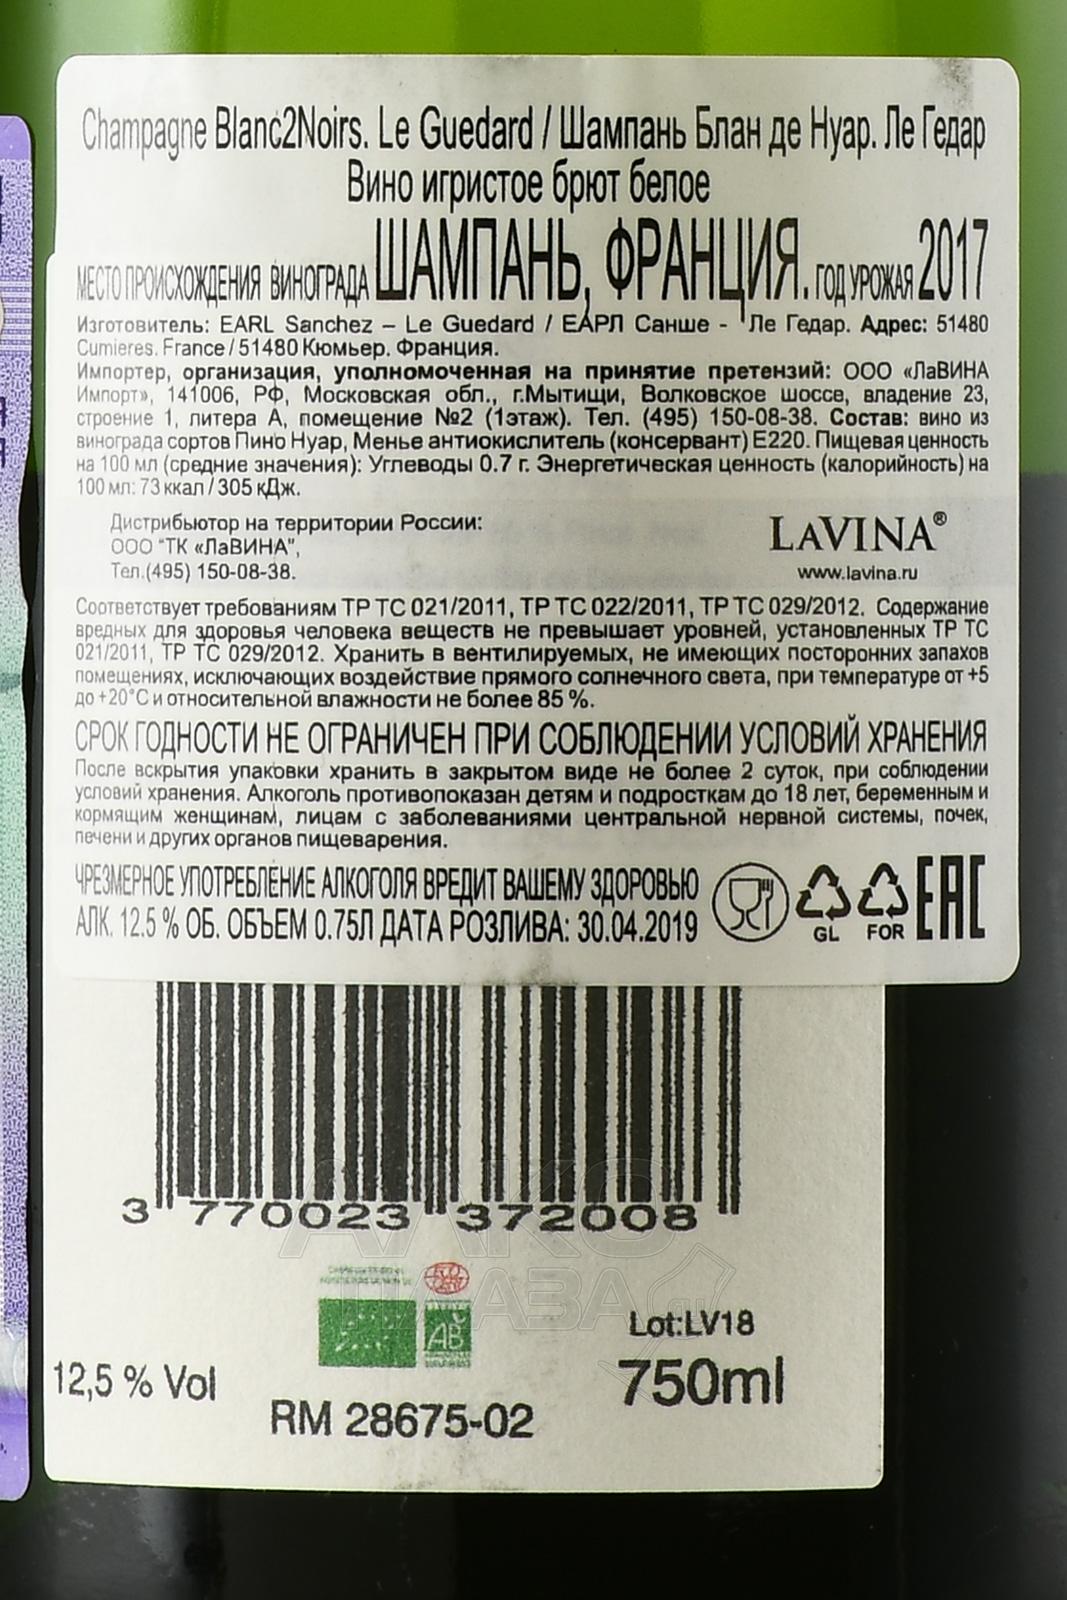 Champagne Blanc2Noirs. Le Guedard / Шампань Блан де Нуар. Ле Гедар
Вино игристое брют белое
МЕСТО ПРОИСХОЖДЕНИЯ ВИНОГРАДА ШАМПАНЬ, ФРАНЦИЯ. ГОД УРОЖАЯ 2017
Изготовитель: EARL Sanchez – Le Guedard / ЕАРЛ Санше - Ле Гедар. Адрес: 51480
Cumieres. France / 51480 Кюмьер. Франция.
Импортер, организация, уполномоченная на принятие претензий: ООО «ЛаВИНА
Импорт», 141006, РФ, Московская обл., г.Мытищи, Волковское шоссе, владение 23,
строение 1, литера А, помещение №2 (1этаж). Тел. (495) 150-08-38. Состав: вино из
винограда сортов Пино Нуар, Менье антиокислитель (консервант) Е220. Пищевая ценность
на 100 мл (средние значения): Углеводы 0.7 г. Энергетическая ценность (калорийность) на
100 мл: 73 ккал / 305 кДж.
Дистрибьютор на территории России:
ООО "ТК «ЛаВИНА",
Тел.(495) 150-08-38.
LAVINA®
www.lavina.ru
Соответствует требованиям ТР ТС 021/2011, ТР ТС 022/2011, ТР ТС 029/2012. Содержание
вредных для здоровья человека веществ не превышает уровней, установленных ТР ТС
021/2011, ТР ТС 029/2012. Хранить в вентилируемых, не имеющих посторонних запахов
помещениях, исключающих воздействие прямого солнечного света, при температуре от +5
до +20°С и относительной влажности не более 85 %.
СРОК ГОДНОСТИ НЕ ОГРАНИЧЕН ПРИ СОБЛЮДЕНИИ УСЛОВИЙ ХРАНЕНИЯ
После вскрытия упаковки хранить в закрытом виде не более 2 суток, при соблюдении
условий хранения. Алкоголь противопоказан детям и подросткам до 18 лет, беременным и
кормящим женщинам, лицам с заболеваниями центральной нервной системы, почек,
печени и других органов пищеварения.
ЧРЕЗМЕРНОЕ УПОТРЕБЛЕНИЕ АЛКОГОЛЯ ВРЕДИТ ВАШЕМУ ЗДОРОВЬЮ
АЛК. 12.5 % ОБ. ОБЪЕМ 0.75Л ДАТА РОЗЛИВА: 30.04.2019
GL FOR EAC
3 770023 372008
АЛКО
ПЛАЗА
AB
Lot:LV18
12,5 % Vol
750ml
RM 28675-02